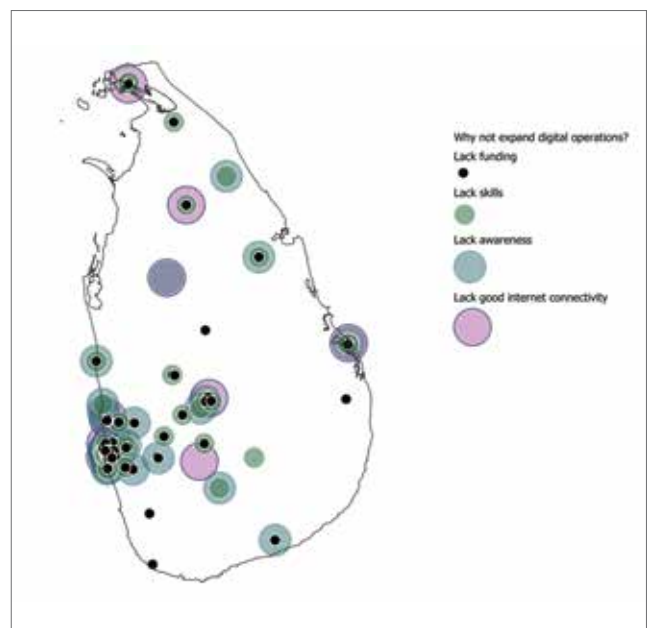 Why not expand digital operations?
Lack funding
Lack skills
Lack awareness
Lack good internet connectivity